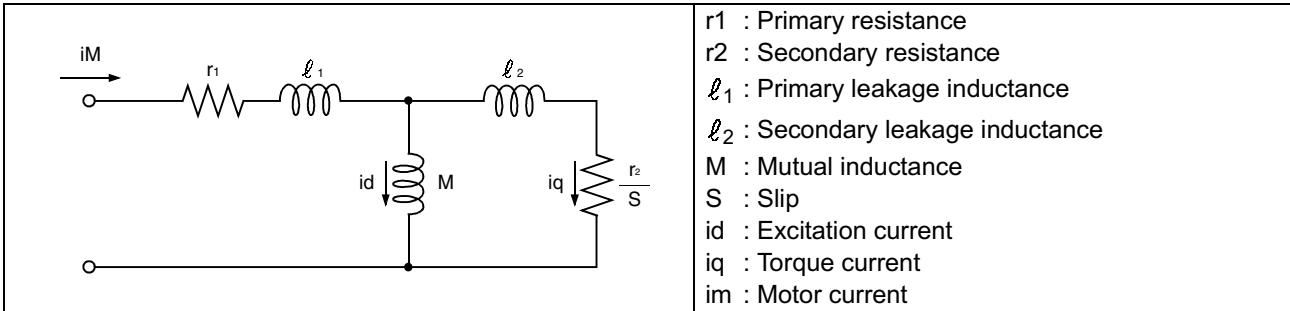 iM
r1
ℓ1
ℓ2
id
M
iq
r2
S
r1 : Primary resistance
r2 : Secondary resistance
ℓ1 : Primary leakage inductance
ℓ2 : Secondary leakage inductance
M : Mutual inductance
S : Slip
id : Excitation current
iq : Torque current
im : Motor current